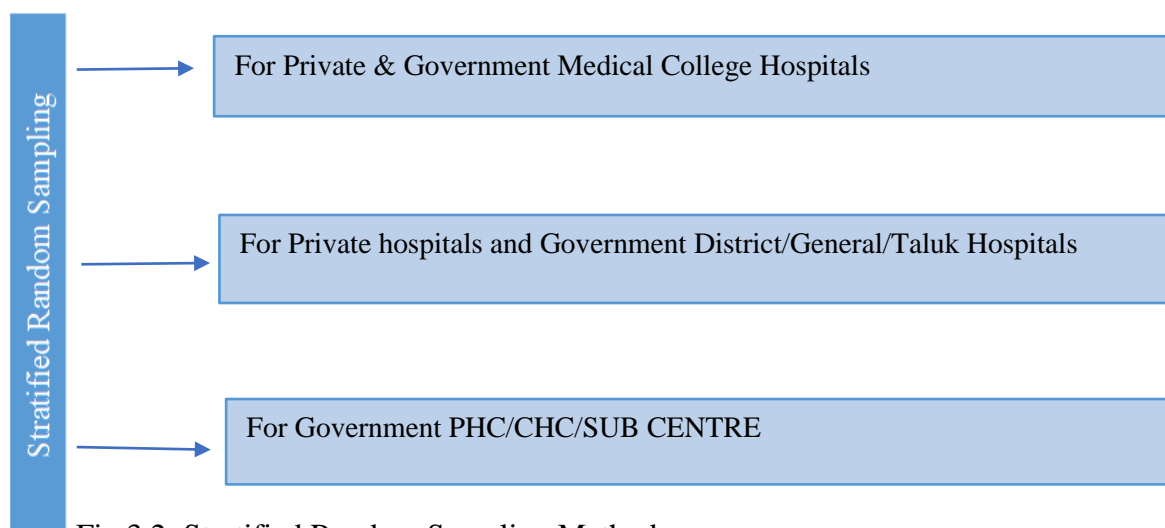 Stratified Random Sampling
For Private & Government Medical College Hospitals
For Private hospitals and Government District/General/Taluk Hospitals
For Government PHC/CHC/SUB CENTRE
Fig 3.2: Stratified Random Sampling Method